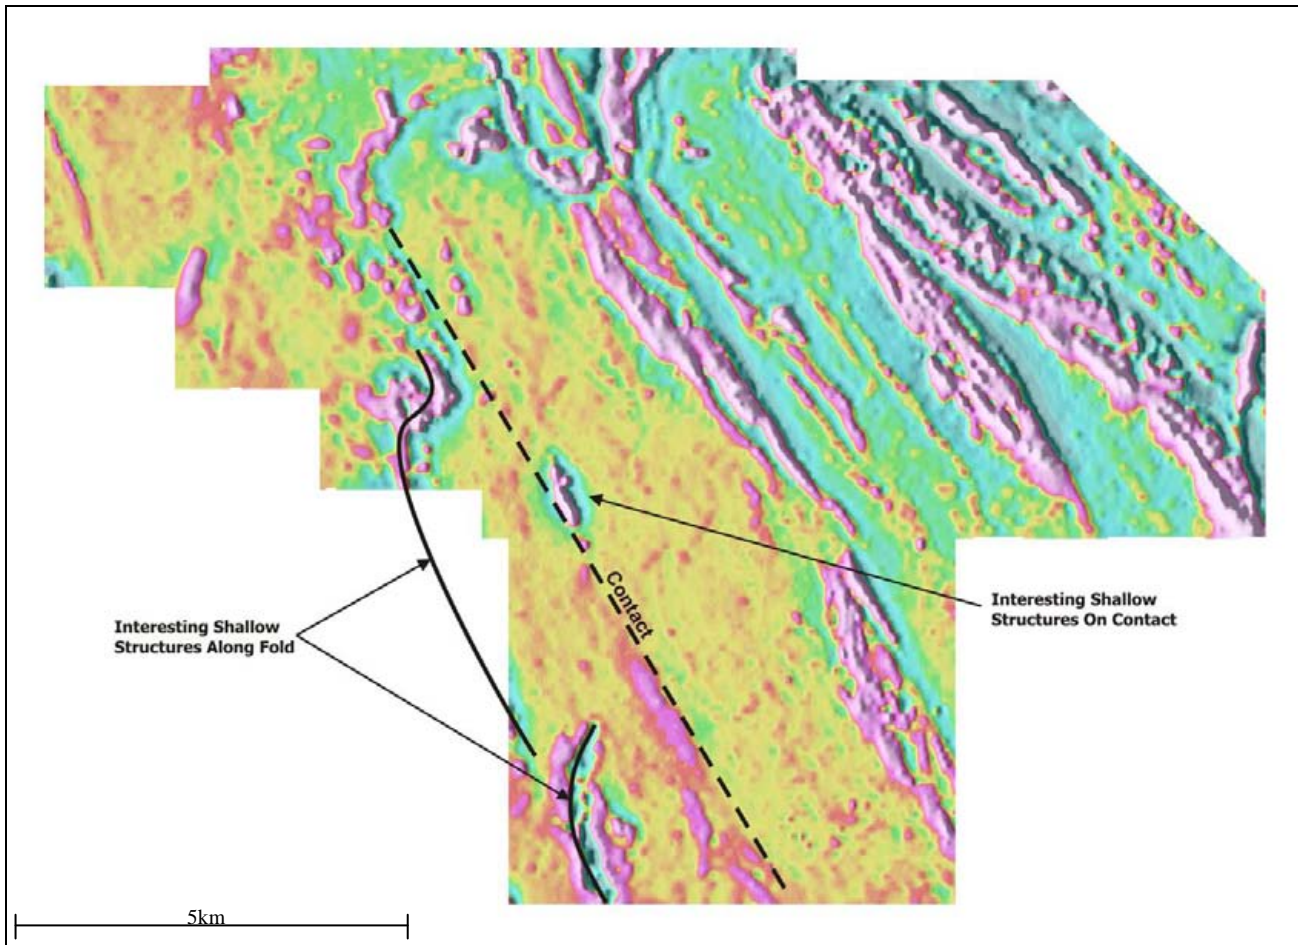 Contact
Interesting Shallow
Structures On Contact
Interesting Shallow
Structures Along Fold
5km